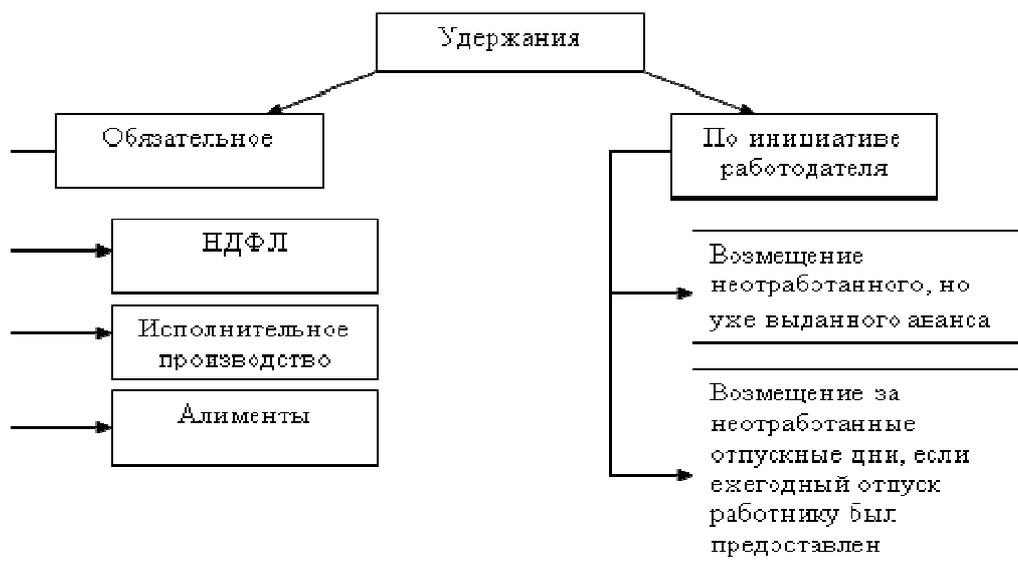 Удержания
Обязательное
НДФЛ
Исполнительное
производство
Алименты
По инициативе
работодателя
Возмещение
неотработанного, но
уже выданного аванса
Возмещение за
неотработанные
отпускные дни, если
ежегодный отпуск
работнику был
предоставлен